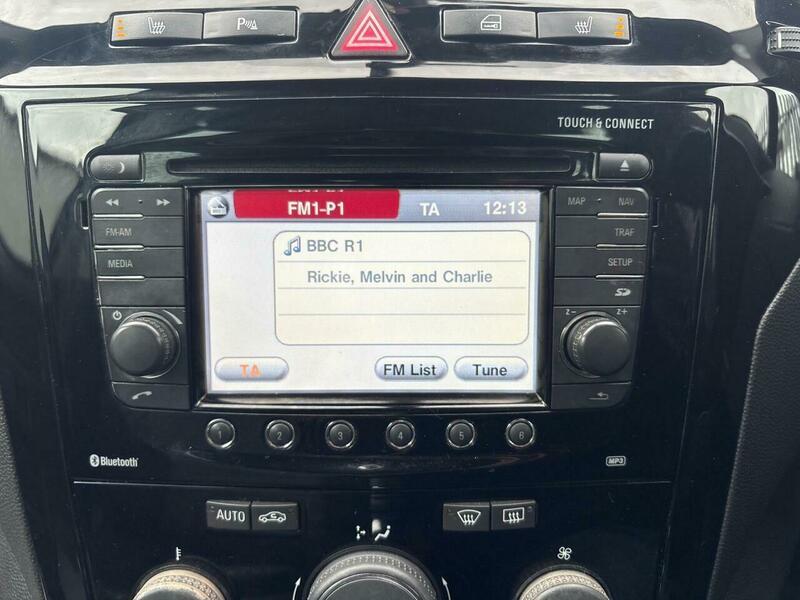 P
TOUCH & CONNECT
FM1-P1 TA 12:13
MAP NAV
FM-AM
TRAF
MEDIA
SETUP
BBC R1
Rickie, Melvin and Charlie
Z- Z+
TA FM List Tune
1 2 3 4 5 6
Bluetooth
MP3
AUTO